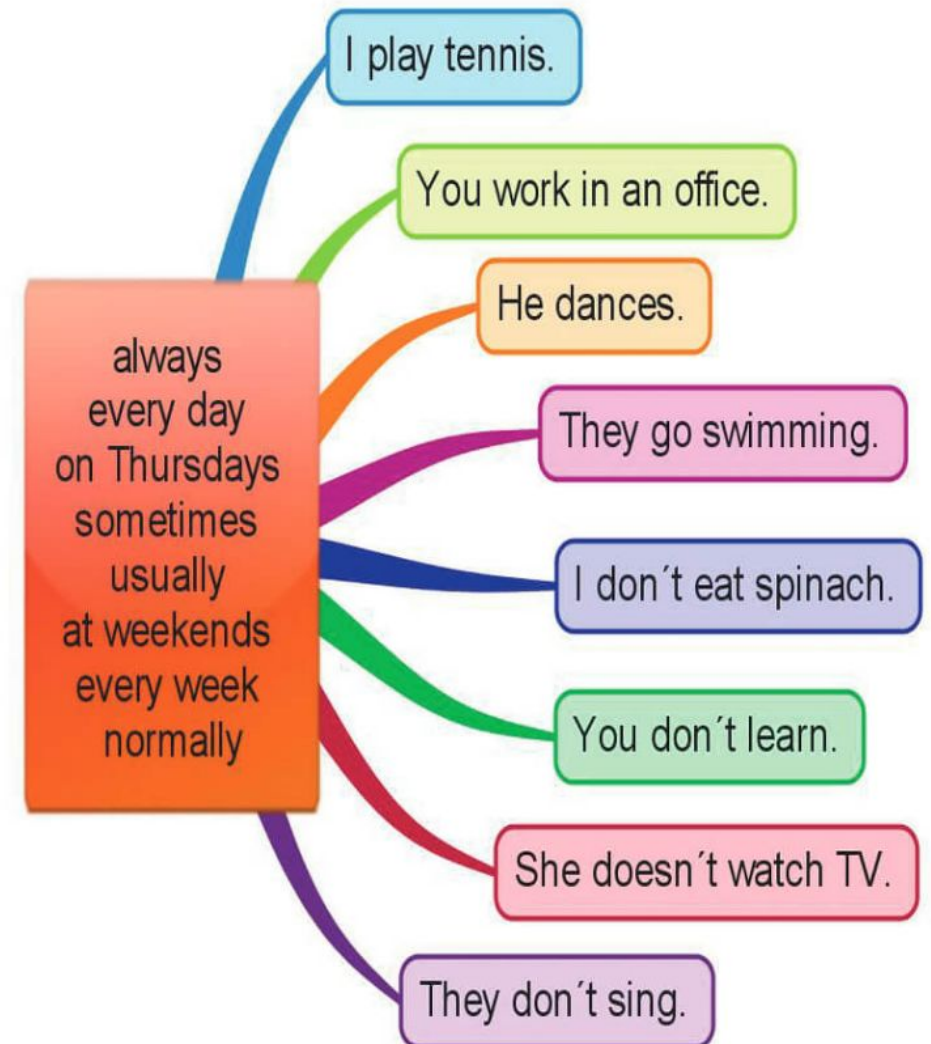 I play tennis.
You work in an office.
He dances.
always
every day
on Thursdays
sometimes
usually
at weekends
every week
normally
They go swimming.
I don´t eat spinach.
You don´t learn.
She doesn´t watch TV.
They don´t sing.